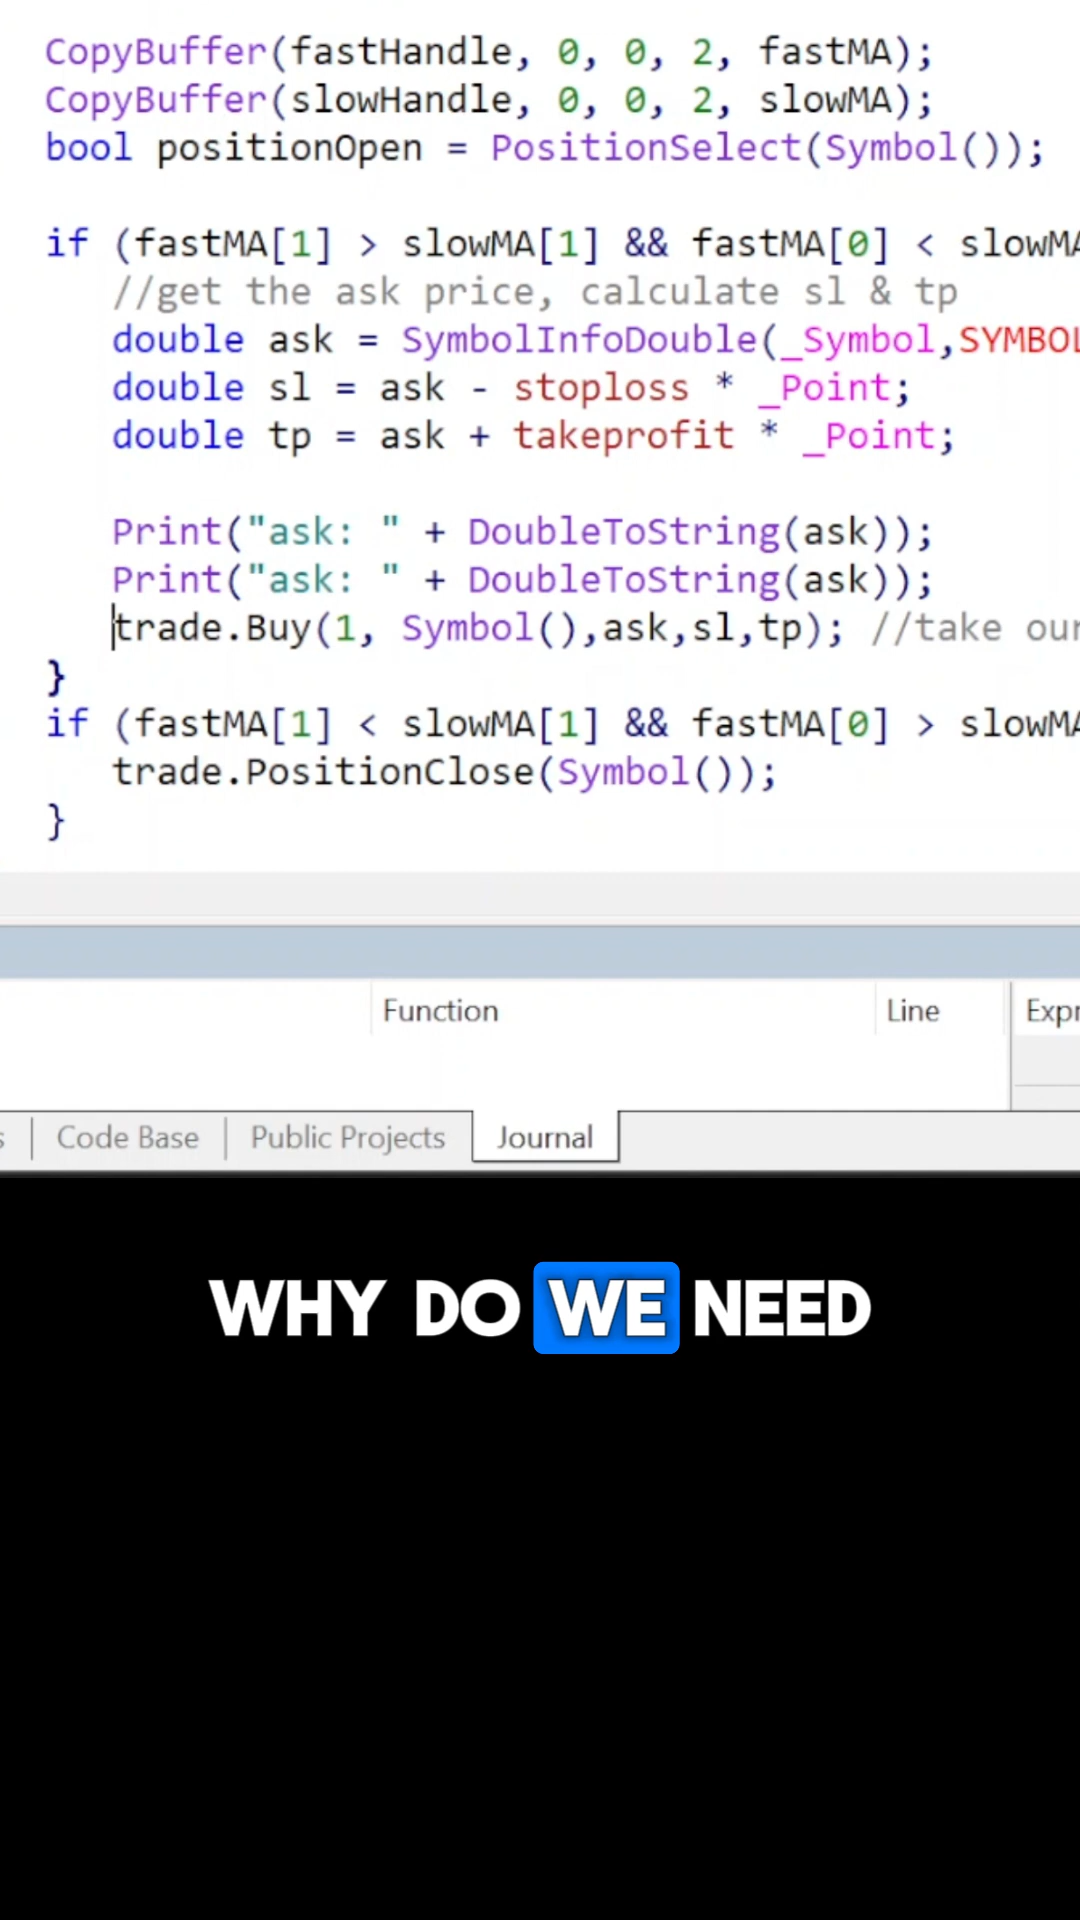 CopyBuffer(fastHandle, 0, 0, 2, fastMA);
CopyBuffer(slowHandle, 0, 0, 2, slowMA);
bool positionOpen = PositionSelect(Symbol());
if (fastMA[1] > slowMA[1] && fastMA[0] < slowMA
//get the ask price, calculate sl & tp
double ask = SymbolInfoDouble(_Symbol,SYMBOL
double sl = ask - stoploss * _Point;
double tp = ask + takeprofit * _Point;
Print("ask: " + DoubleToString(ask));
Print("ask: " + DoubleToString(ask));
trade.Buy(1, Symbol(),ask,sl,tp); //take our
}
if (fastMA[1] < slowMA[1] && fastMA[0] > slowMA
trade.PositionClose(Symbol());
}
Function Line Expr
s Code Base Public Projects Journal
WHY DO WE NEED